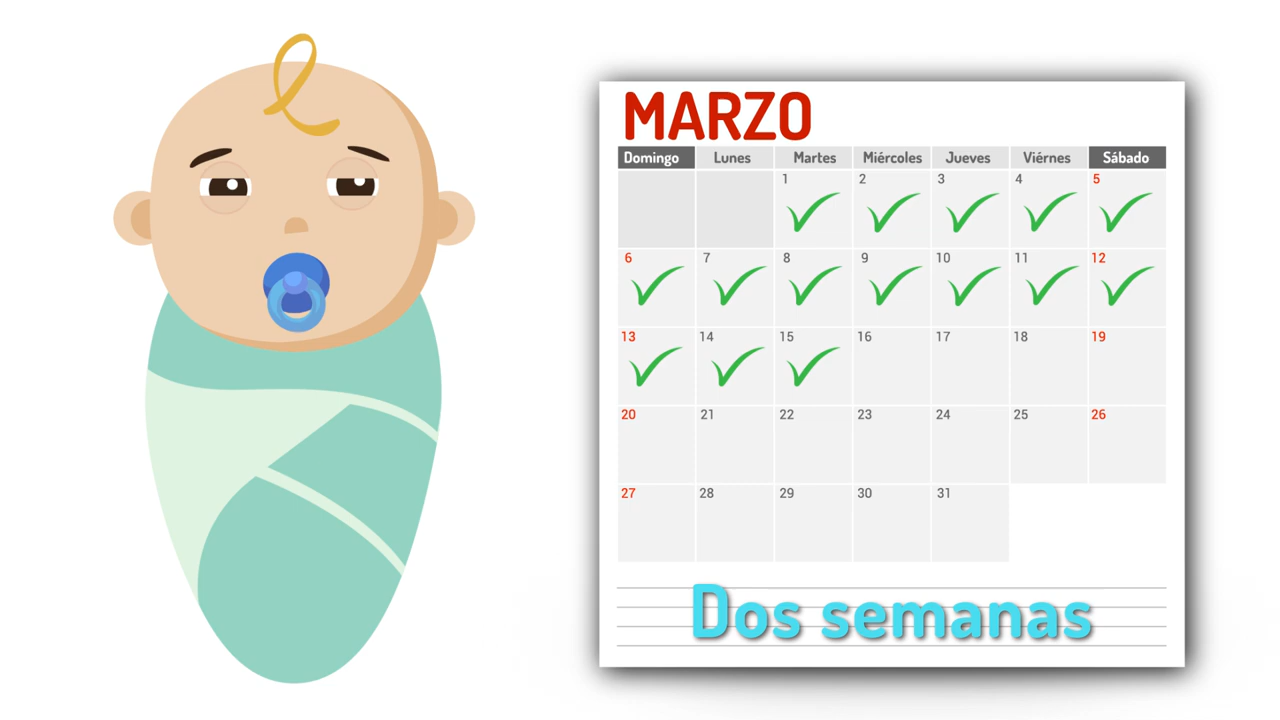 MARZO
Domingo Lunes Martes Miércoles Jueves Viérnes Sábado
1 2 3 4 5
6 7 8 9 10 11 12
13 14 15 16 17 18 19
20 21 22 23 24 25 26
27 28 29 30 31
Dos semanas